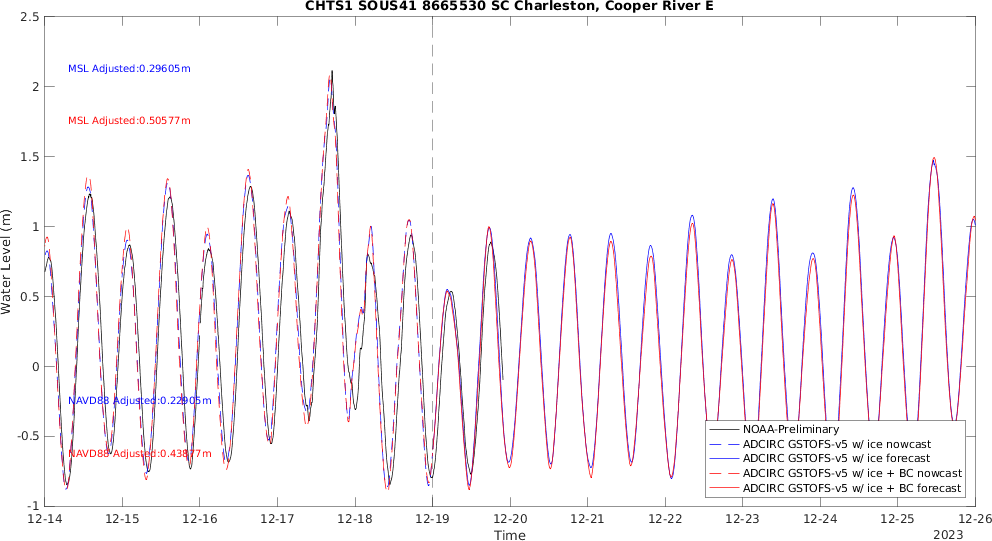 CHTS1 SOUS41 8665530 SC Charleston, Cooper River E
2.5
2
1.5
1
0.5
0
-0.5
-1
Water Level (m)
MSL Adjusted:0.29605m
MSL Adjusted:0.50577m
NAVD88 Adjusted:0.22905m
NAVD88 Adjusted:0.43877m
NOAA-Preliminary
ADCIRC GSTOFS-v5 w/ ice nowcast
ADCIRC GSTOFS-v5 w/ ice forecast
ADCIRC GSTOFS-v5 w/ ice + BC nowcast
ADCIRC GSTOFS-v5 w/ ice + BC forecast
12-14 12-15 12-16 12-17 12-18 12-19 12-20 12-21 12-22 12-23 12-24 12-25 12-26
Time
2023